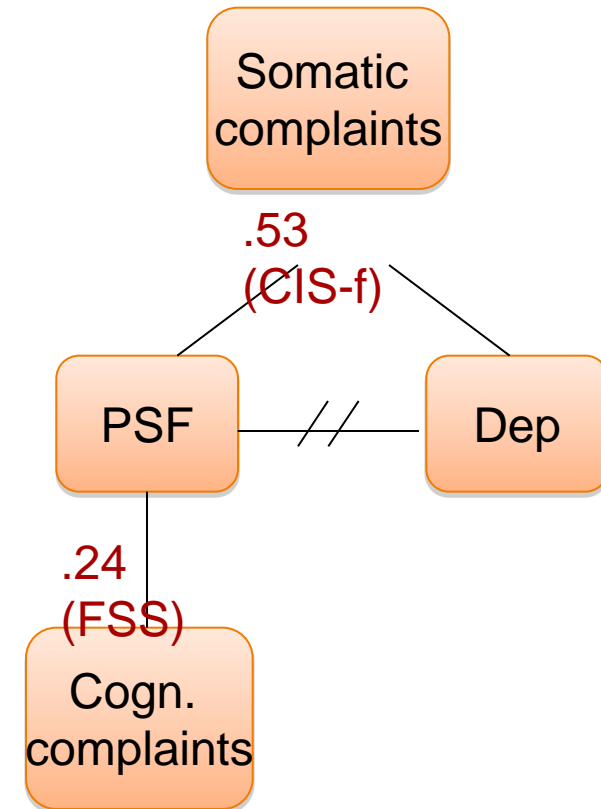 Somatic
complaints
.53
(CIS-f)
PSF
Dep
.24
(FSS)
Cogn.
complaints